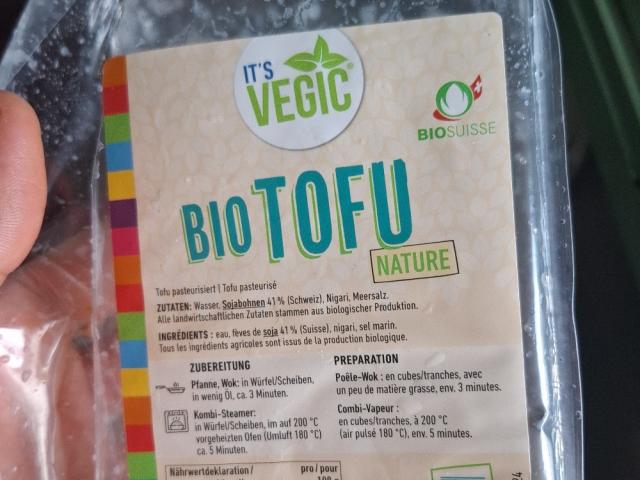 IT'S
VEGIC®
BIOSUISSE
BIO TOFU
NATURE
Tofu pasteurisiert | Tofu pasteurisé
ZUTATEN: Wasser, Sojabohnen 41 % (Schweiz), Nigari, Meersalz.
Alle landwirtschaftlichen Zutaten stammen aus biologischer Produktion.
INGRÉDIENTS : eau, fèves de soja 41 % (Suisse), nigari, sel marin.
Tous les ingrédients agricoles sont issus de la production biologique.
ZUBEREITUNG
Pfanne, Wok: in Würfel/Scheiben,
in wenig Öl, ca. 3 Minuten.
Kombi-Steamer:
in Würfel/Scheiben, im auf 200 °C
vorgeheizten Ofen (Umluft 180 °C)
ca. 5 Minuten.
PREPARATION
Poêle-Wok : en cubes/tranches, avec
un peu de matière grasse, env. 3 minutes.
Combi-Vapeur :
en cubes/tranches, à 200 °C
(air pulsé 180 °C), env. 5 minutes.
Nährwertdeklaration / pro / pour
100 g
24